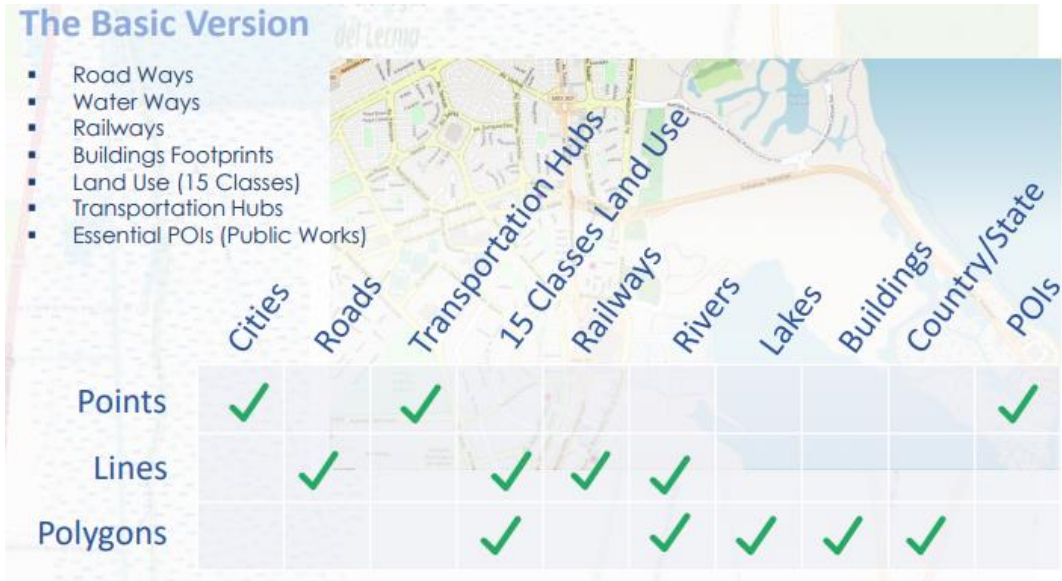 The Basic Version
del Lerma
Road Ways
Water Ways
Railways
Buildings Footprints
Land Use (15 Classes)
Transportation Hubs
Essential POIs (Public Works)
Cities
Roads
Transportation Hubs
15 Classes Land Use
Railways
Rivers
Lakes
Buildings
Country/State
POIs
Points
Lines
Polygons